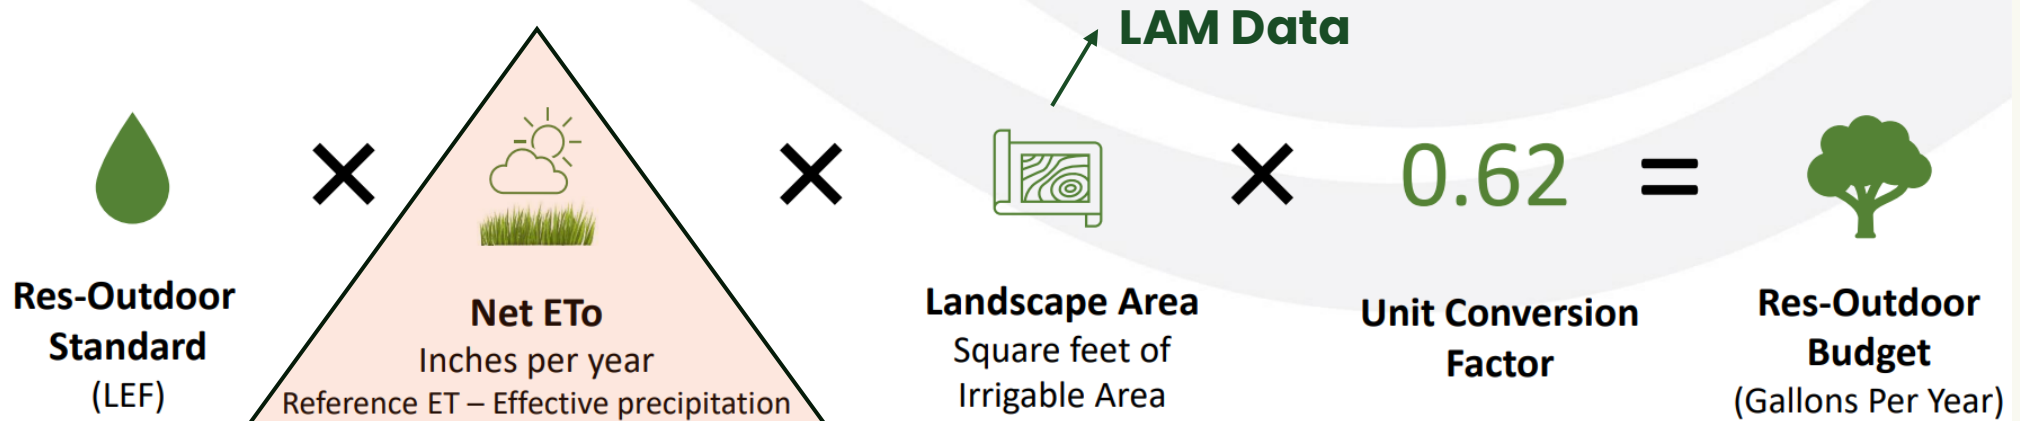 LAM Data
×
×
×
0.62
=
Res-Outdoor
Standard
(LEF)
Net ETo
Inches per year
Reference ET – Effective precipitation
Landscape Area
Square feet of
Irrigable Area
Unit Conversion
Factor
Res-Outdoor
Budget
(Gallons Per Year)